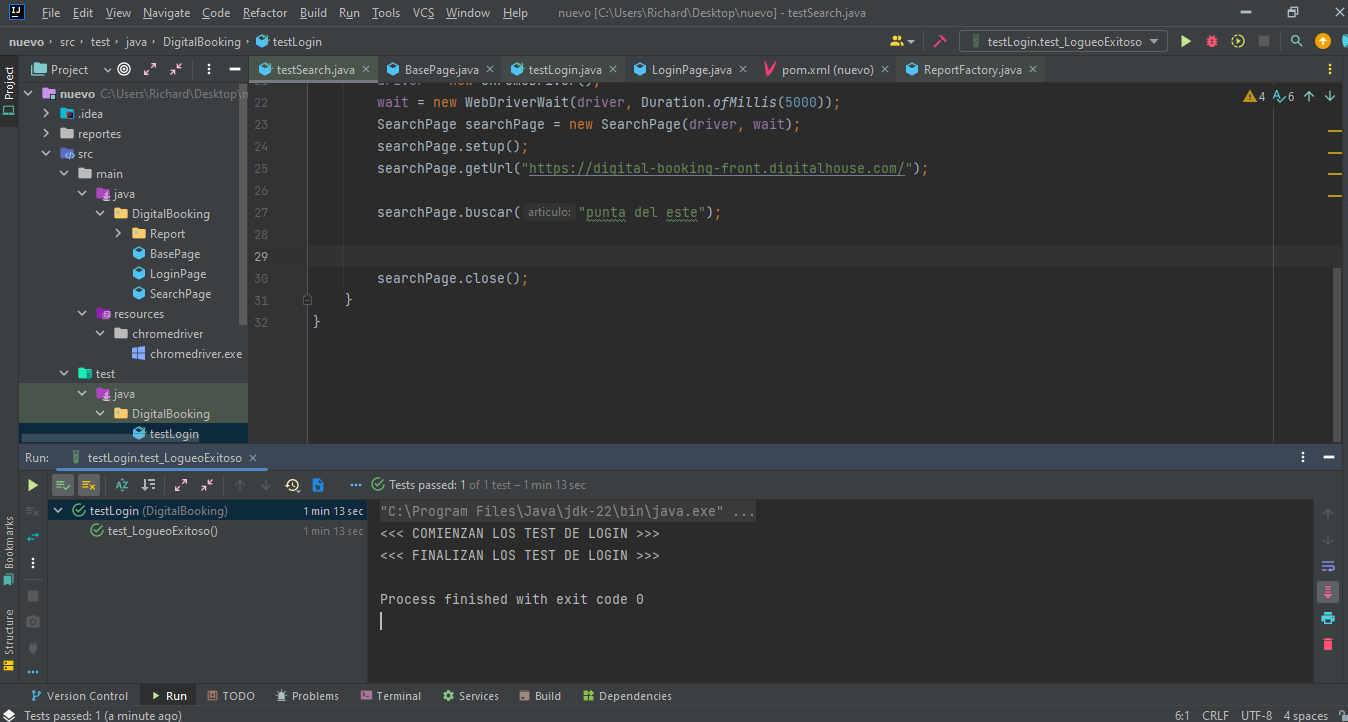 File Edit View Navigate Code Refactor Build Run Tools VCS Window Help nuevo [C:\Users\Richard\Desktop\nuevo] - testSearch.java
nuevo › src › test › java › DigitalBooking › testLogin testLogin.test_LogueoExitoso
Project
Project
testSearch.java × BasePage.java × testLogin.java × LoginPage.java × pom.xml (nuevo) × ReportFactory.java ×
nuevo C:\Users\Richard\Desktop\n
.idea
reportes
src
main
java
DigitalBooking
Report
BasePage
LoginPage
SearchPage
resources
chromedriver
chromedriver.exe
test
java
DigitalBooking
testLogin
4 6
driver = new ChromeDriver();
22 wait = new WebDriverWait(driver, Duration.ofMillis(5000));
23 SearchPage searchPage = new SearchPage(driver, wait);
24 searchPage.setup();
25 searchPage.getUrl("https://digital-booking-front.digitalhouse.com/");
26
27 searchPage.buscar( articulo: "punta del este");
28
29
30 searchPage.close();
31 }
32 }
Run: testLogin.test_LogueoExitoso ×
Tests passed: 1 of 1 test – 1 min 13 sec
testLogin (DigitalBooking) 1 min 13 sec
test_LogueoExitoso() 1 min 13 sec
"C:\Program Files\Java\jdk-22\bin\java.exe" ...
<<< COMIENZAN LOS TEST DE LOGIN >>>
<<< FINALIZAN LOS TEST DE LOGIN >>>
Process finished with exit code 0
Bookmarks
Structure
Version Control Run TODO Problems Terminal Services Build Dependencies
Tests passed: 1 (a minute ago) 6:1 CRLF UTF-8 4 spaces